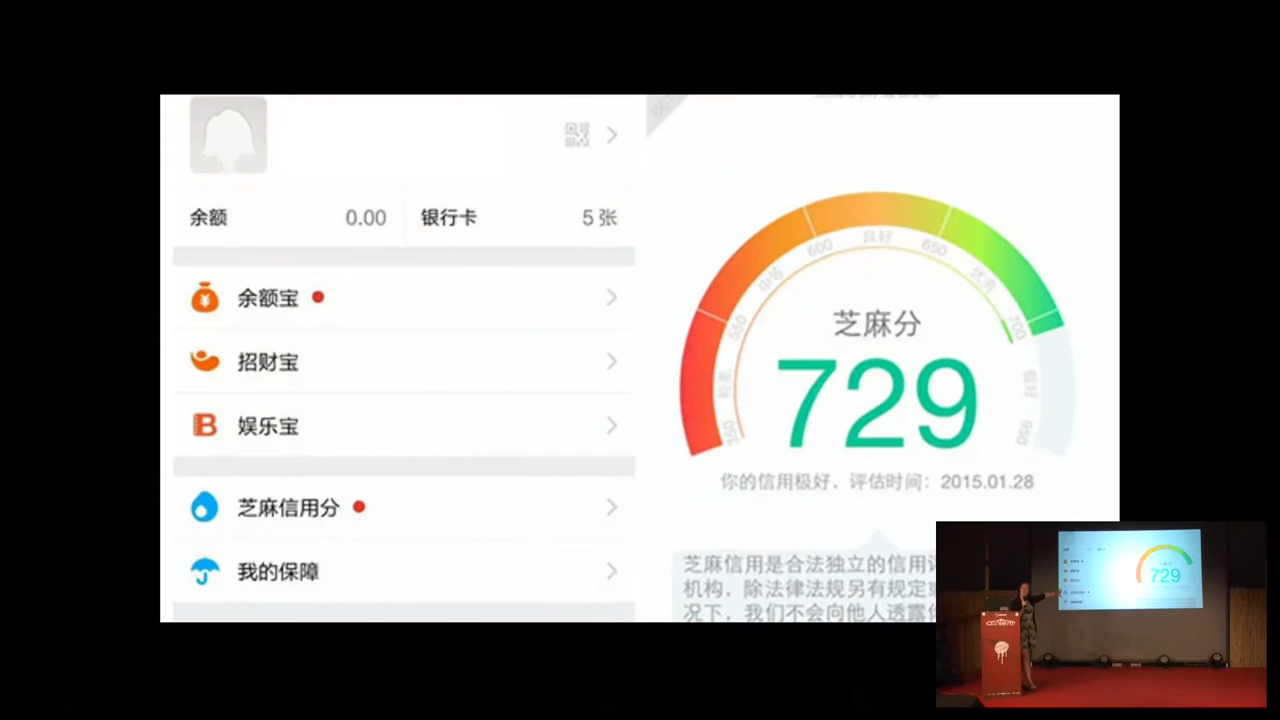 余额 0.00 银行卡 5 张
余额宝
招财宝
娱乐宝
芝麻信用分
我的保障
BETA
350 较差 550 中等 600 良好 650 优秀 700 极好 950
芝麻分
729
你的信用极好，评估时间：2015.01.28
芝麻信用是合法独立的信用
机构，除法律法规另有规定
况下，我们不会向他人透露
729